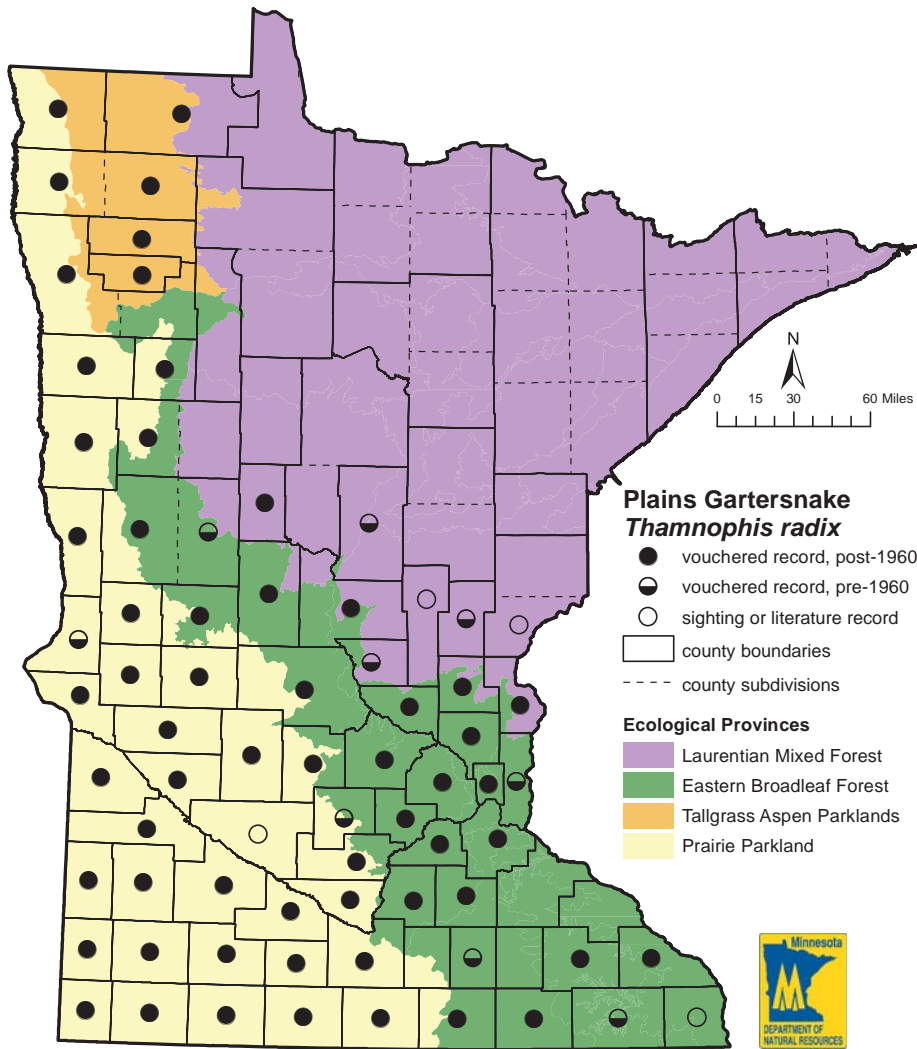 N
0 15 30 60 Miles
Plains Gartersnake
Thamnophis radix
vouchered record, post-1960
vouchered record, pre-1960
sighting or literature record
county boundaries
county subdivisions
Ecological Provinces
Laurentian Mixed Forest
Eastern Broadleaf Forest
Tallgrass Aspen Parklands
Prairie Parkland
Minnesota
M
DEPARTMENT OF
NATURAL RESOURCES